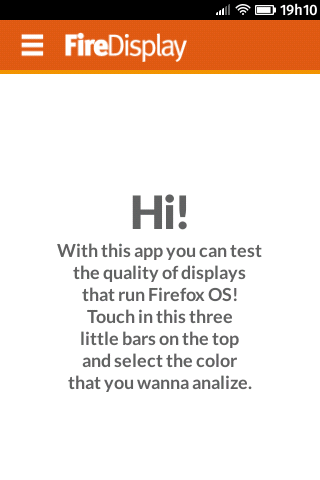 19h10
FireDisplay
Hi!
With this app you can test
the quality of displays
that run Firefox OS!
Touch in this three
little bars on the top
and select the color
that you wanna analize.